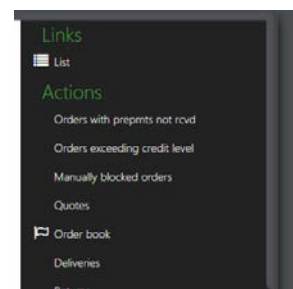 Links
List
Actions
Orders with prepmts not rcvd
Orders exceeding credit level
Manually blocked orders
Quotes
Order book
Deliveries